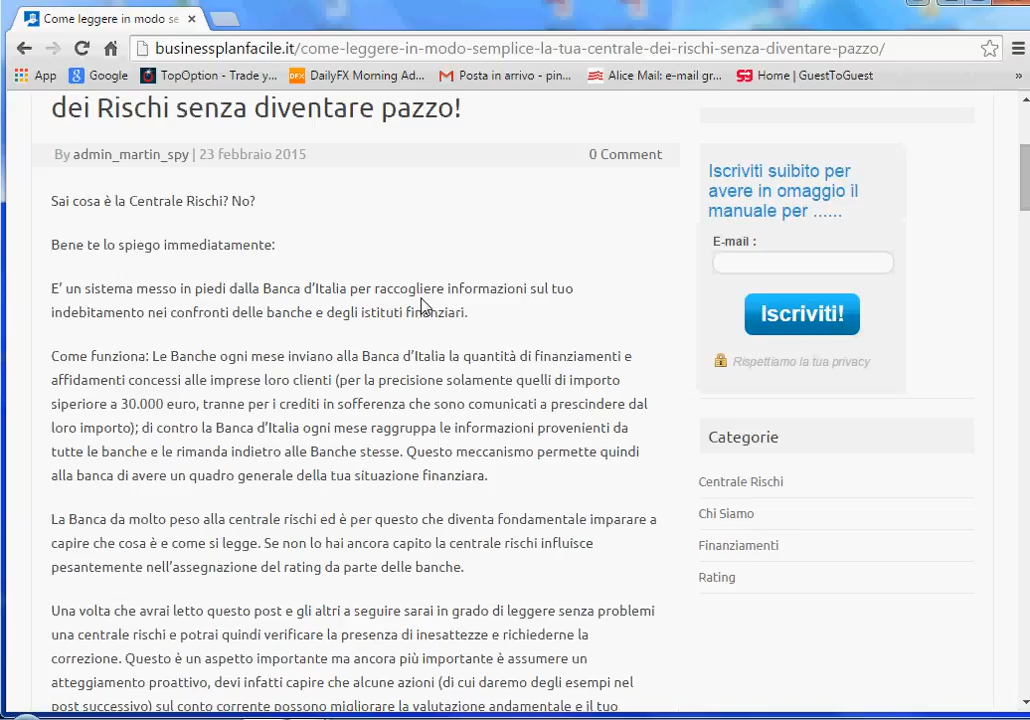 Come leggere in modo se
businesspianfacile.it/come-leggere-in-modo-semplice-la-tua-centrale-dei-rischi-senza-diventare-pazzo/
App Google TopOption - Trade y... DailyFX Morning Ad... Posta in arrivo - pin... Alice Mail: e-mail gr... Home | GuestToGuest »
dei Rischi senza diventare pazzo!
By admin_martin_spy | 23 febbraio 2015 0 Comment
Sai cosa è la Centrale Rischi? No?
Bene te lo spiego immediatamente:
E' un sistema messo in piedi dalla Banca d'Italia per raccogliere informazioni sul tuo
indebitamento nei confronti delle banche e degli istituti finanziari.
Come funziona: Le Banche ogni mese inviano alla Banca d'Italia la quantità di finanziamenti e
affidamenti concessi alle imprese loro clienti (per la precisione solamente quelli di importo
siperiore a 30.000 euro, tranne per i crediti in sofferenza che sono comunicati a prescindere dal
loro importo); di contro la Banca d'Italia ogni mese raggruppa le informazioni provenienti da
tutte le banche e le rimanda indietro alle Banche stesse. Questo meccanismo permette quindi
alla banca di avere un quadro generale della tua situazione finanziara.
La Banca da molto peso alla centrale rischi ed è per questo che diventa fondamentale imparare a
capire che cosa è e come si legge. Se non lo hai ancora capito la centrale rischi influisce
pesantemente nell'assegnazione del rating da parte delle banche.
Una volta che avrai letto questo post e gli altri a seguire sarai in grado di leggere senza problemi
una centrale rischi e potrai quindi verificare la presenza di inesattezze e richiederne la
correzione. Questo è un aspetto importante ma ancora più importante è assumere un
atteggiamento proattivo, devi infatti capire che alcune azioni (di cui daremo degli esempi nel
post successivo) sul conto corrente possono migliorare la valutazione andamentale e il tuo
Iscriviti suibito per
avere in omaggio il
manuale per ......
E-mail :
Iscriviti!
Rispettiamo la tua privacy
Categorie
Centrale Rischi
Chi Siamo
Finanziamenti
Rating